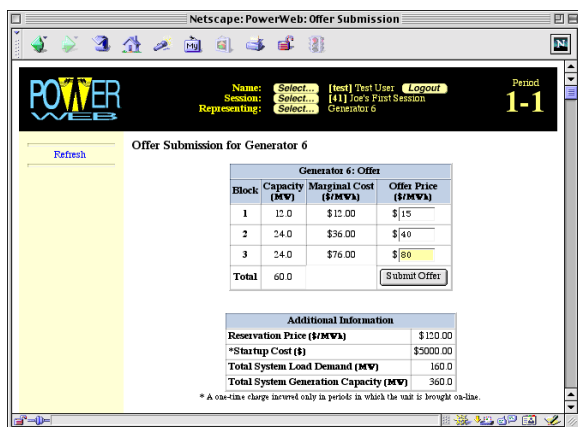 Netscape: PowerWeb: Offer Submission
My
N
POWER
WEB
Name: Select... [test] Test User Logout
Session: Select... [41] Joe's First Session
Representing: Select... Generator 6
Period
1-1
Refresh
Offer Submission for Generator 6
Generator 6: Offer
Block Capacity (MW) Marginal Cost ($/MWh) Offer Price ($/MWh)
1 12.0 $12.00 $ 15
2 24.0 $36.00 $ 40
3 24.0 $76.00 $ 80
Total 60.0 Submit Offer
Additional Information
Reservation Price ($/MWh) $120.00
*Startup Cost ($) $5000.00
Total System Load Demand (MW) 160.0
Total System Generation Capacity (MW) 360.0
* A one-time charge incurred only in periods in which the unit is brought on-line.